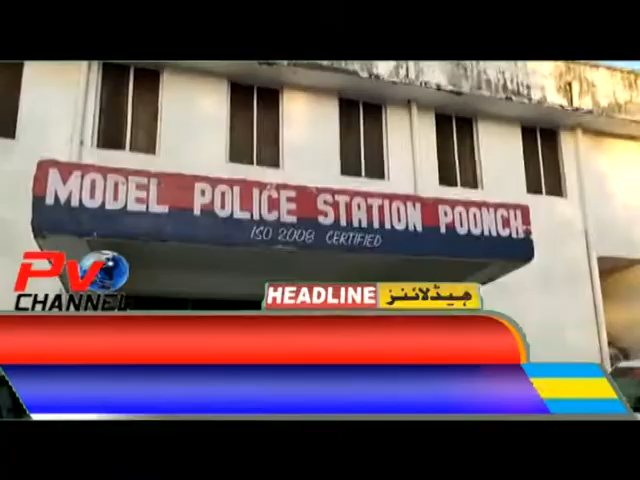 MODEL POLICE STATION POONCH
ISO 2008 CERTIFIED
PV
CHANNEL
HEADLINE ہیڈلائنز